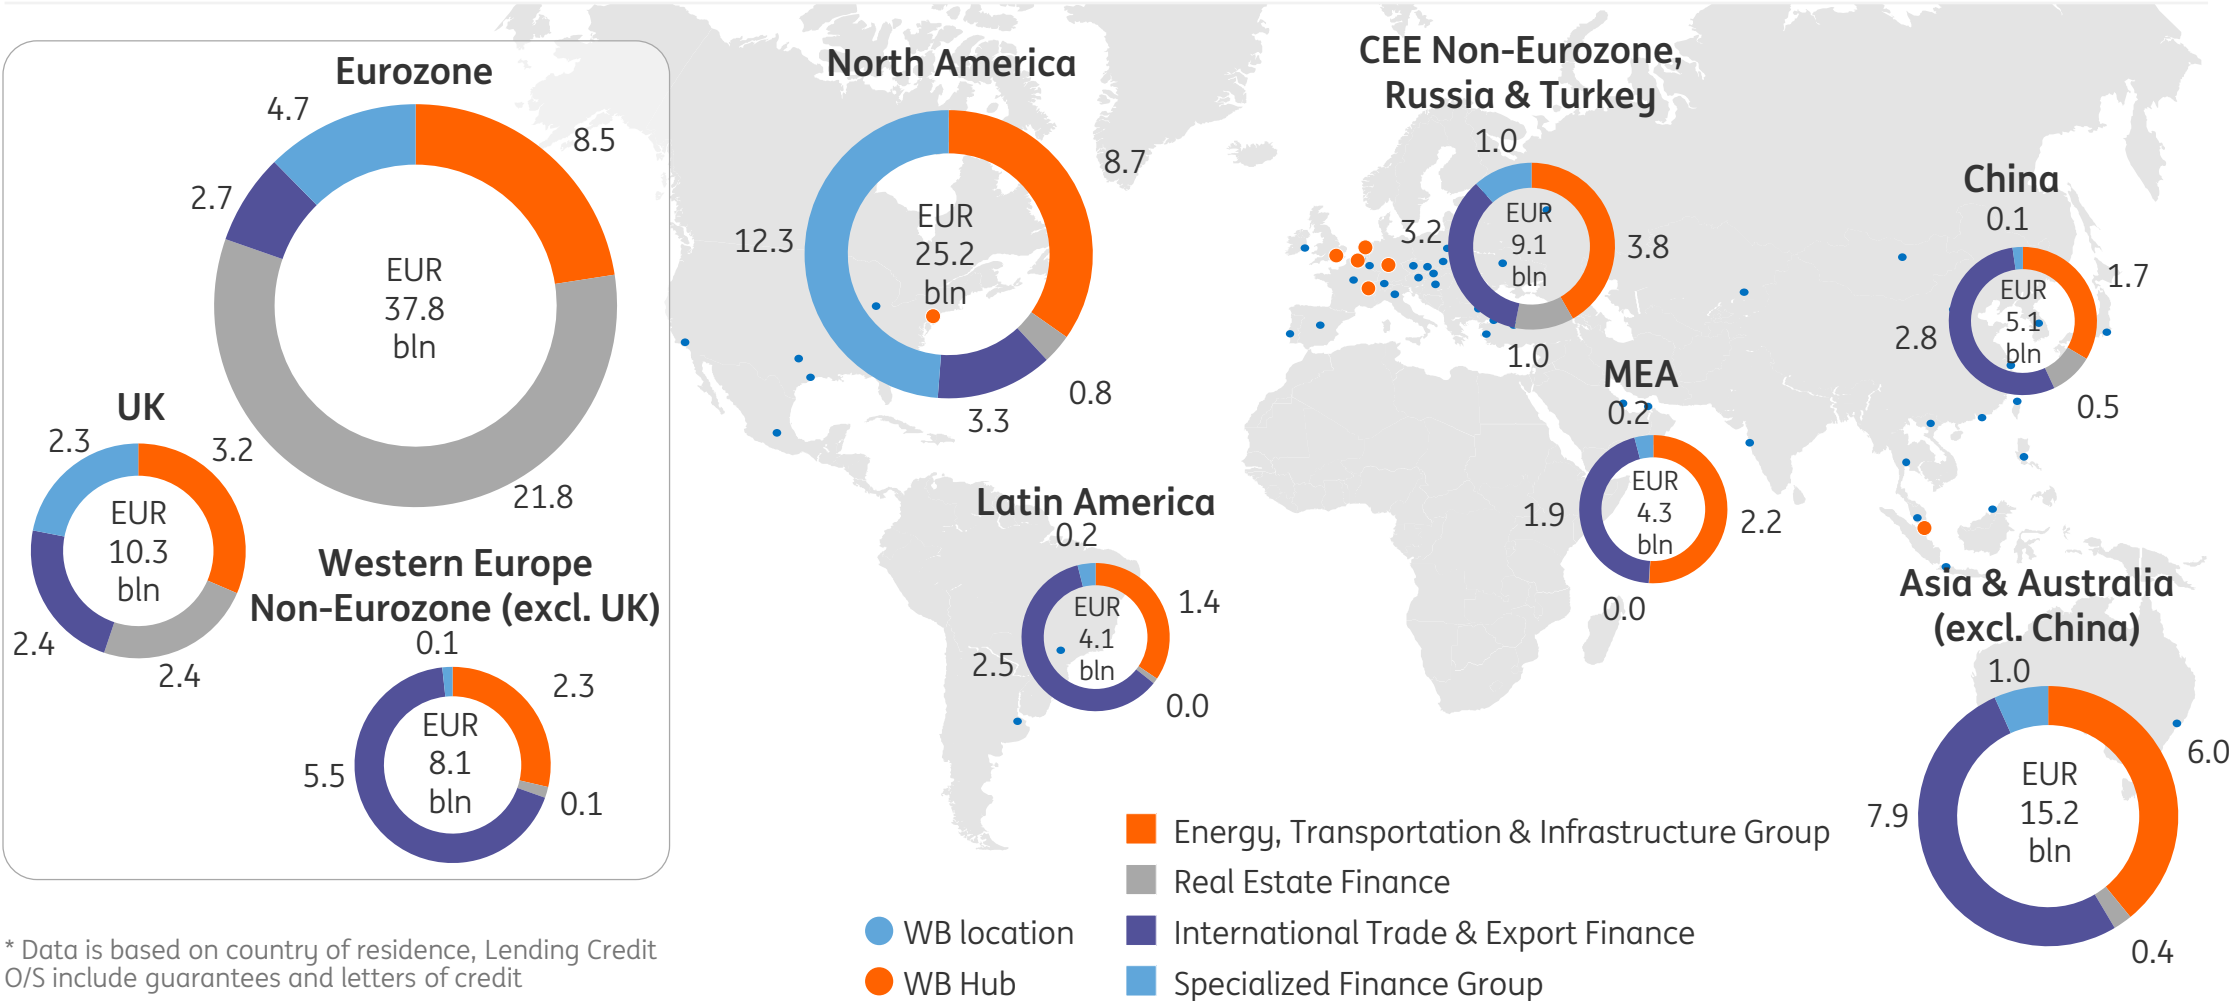 Eurozone
4.7
8.5
2.7
EUR
37.8
bln
21.8
UK
2.3
3.2
EUR
10.3
bln
2.4
2.4
Western Europe
Non-Eurozone (excl. UK)
0.1
2.3
EUR
8.1
bln
5.5
0.1
North America
8.7
12.3
EUR
25.2
bln
0.8
3.3
Latin America
0.2
1.4
EUR
4.1
bln
2.5
0.0
CEE Non-Eurozone,
Russia & Turkey
1.0
3.2
EUR
9.1
bln
3.8
1.0
MEA
0.2
EUR
4.3
bln
1.9
2.2
0.0
China
0.1
1.7
EUR
5.1
bln
2.8
0.5
Asia & Australia
(excl. China)
1.0
6.0
EUR
15.2
bln
7.9
0.4
Energy, Transportation & Infrastructure Group
Real Estate Finance
International Trade & Export Finance
Specialized Finance Group
WB location
WB Hub
* Data is based on country of residence, Lending Credit
O/S include guarantees and letters of credit